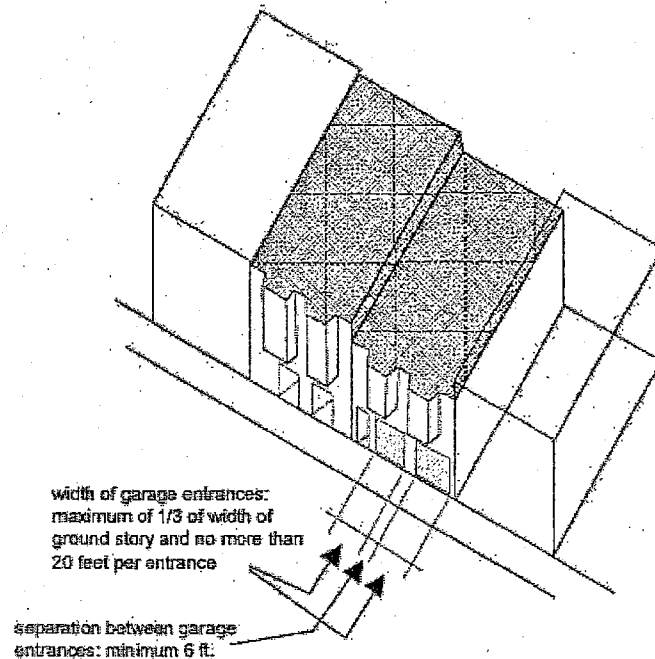 width of garage entrances:
maximum of 1/3 of width of
ground story and no more than
20 feet per entrance
separation between garage
entrances: minimum 6 ft.